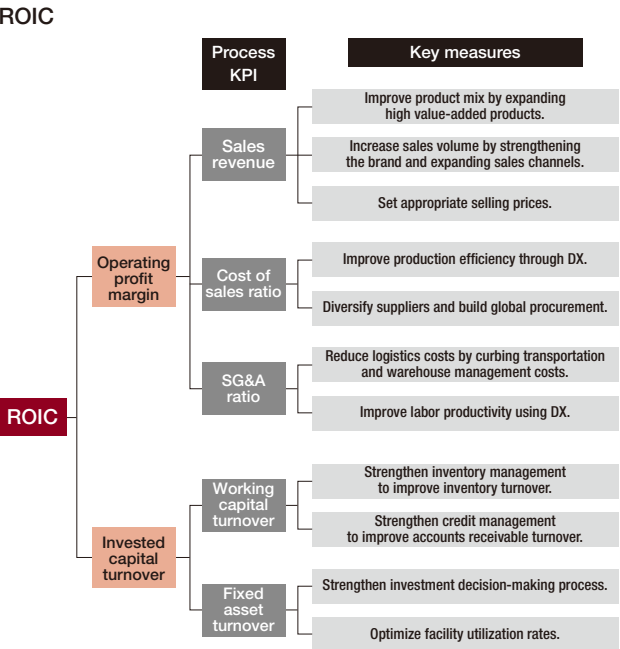 ROIC
Process
KPI
Key measures
Improve product mix by expanding
high value-added products.
Sales
revenue
Increase sales volume by strengthening
the brand and expanding sales channels.
Set appropriate selling prices.
Operating
profit
margin
Cost of
sales ratio
Improve production efficiency through DX.
Diversify suppliers and build global procurement.
SG&A
ratio
Reduce logistics costs by curbing transportation
and warehouse management costs.
Improve labor productivity using DX.
ROIC
Working
capital
turnover
Strengthen inventory management
to improve inventory turnover.
Strengthen credit management
to improve accounts receivable turnover.
Invested
capital
turnover
Fixed
asset
turnover
Strengthen investment decision-making process.
Optimize facility utilization rates.